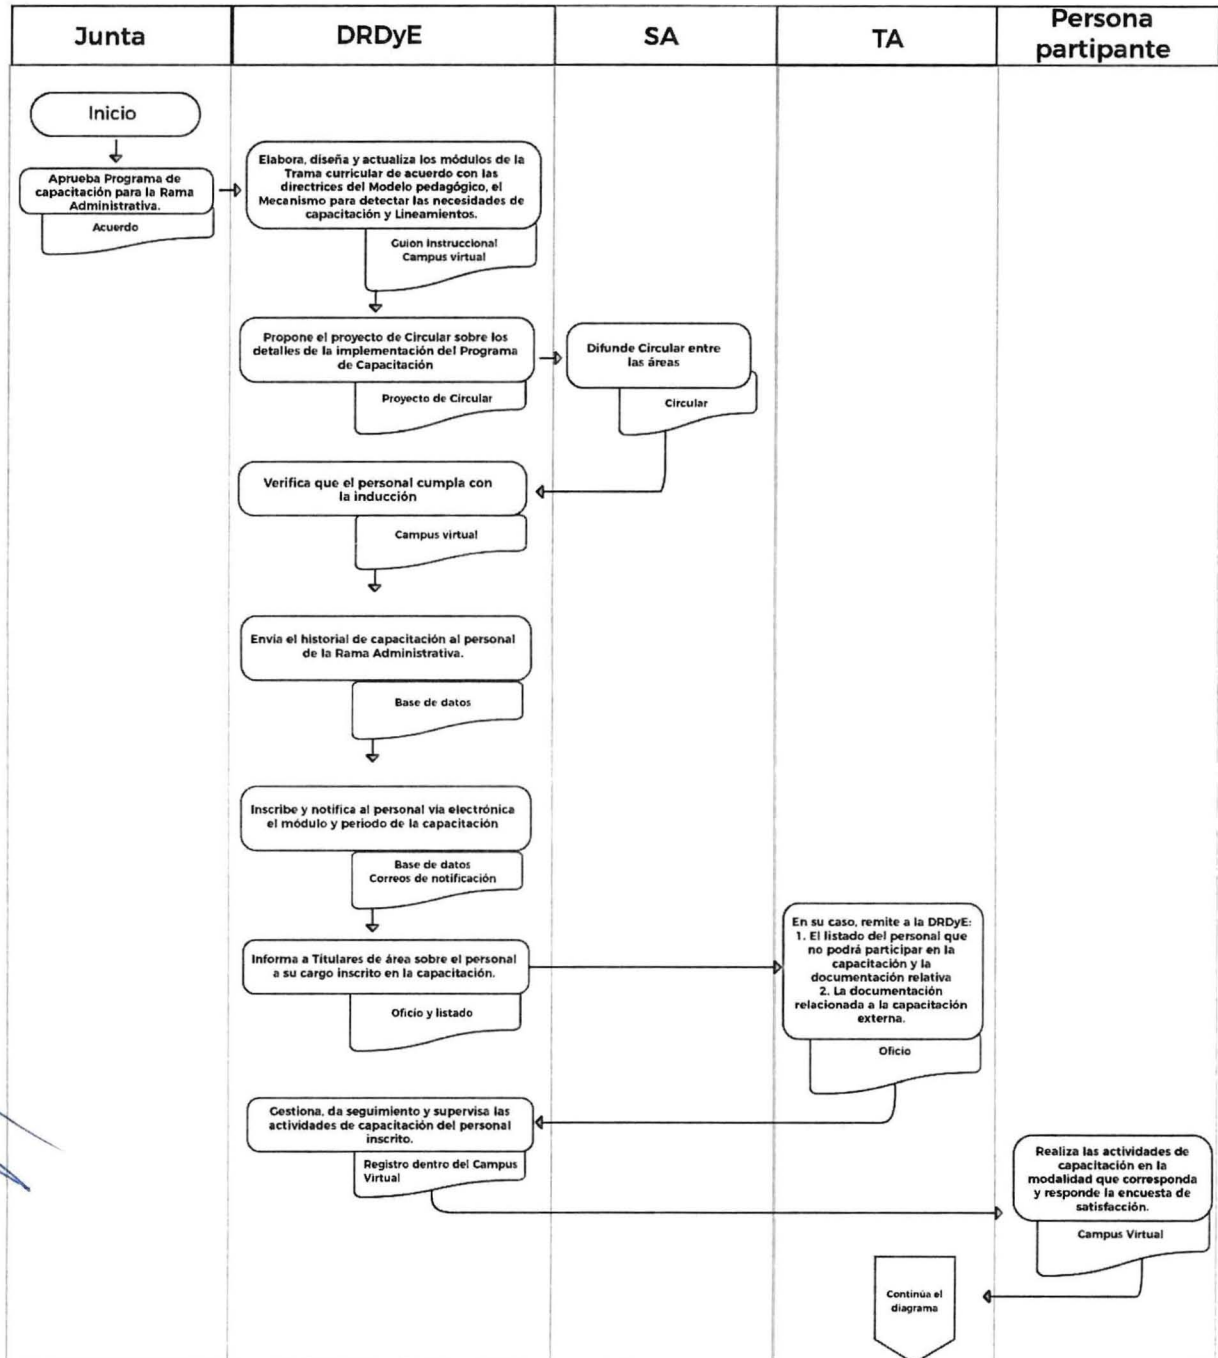 Junta
DRDyE
SA
TA
Persona
partipante
Inicio
Aprueba Programa de
capacitación para la Rama
Administrativa.
Acuerdo
Elabora, diseña y actualiza los módulos de la
Trama curricular de acuerdo con las
directrices del Modelo pedagógico, el
Mecanismo para detectar las necesidades de
capacitación y Lineamientos.
Guion instruccional
Campus virtual
Propone el proyecto de Circular sobre los
detalles de la implementación del Programa
de Capacitación
Proyecto de Circular
Difunde Circular entre
las áreas
Circular
Verifica que el personal cumpla con
la inducción
Campus virtual
Envía el historial de capacitación al personal
de la Rama Administrativa.
Base de datos
Inscribe y notifica al personal vía electrónica
el módulo y periodo de la capacitación
Base de datos
Correos de notificación
Informa a Titulares de área sobre el personal
a su cargo inscrito en la capacitación.
Oficio y listado
En su caso, remite a la DRDyE:
1. El listado del personal que
no podrá participar en la
capacitación y la
documentación relativa
2. La documentación
relacionada a la capacitación
externa.
Oficio
Gestiona, da seguimiento y supervisa las
actividades de capacitación del personal
inscrito.
Registro dentro del Campus
Virtual
Realiza las actividades de
capacitación en la
modalidad que corresponda
y responde la encuesta de
satisfacción.
Campus Virtual
Continúa el
diagrama